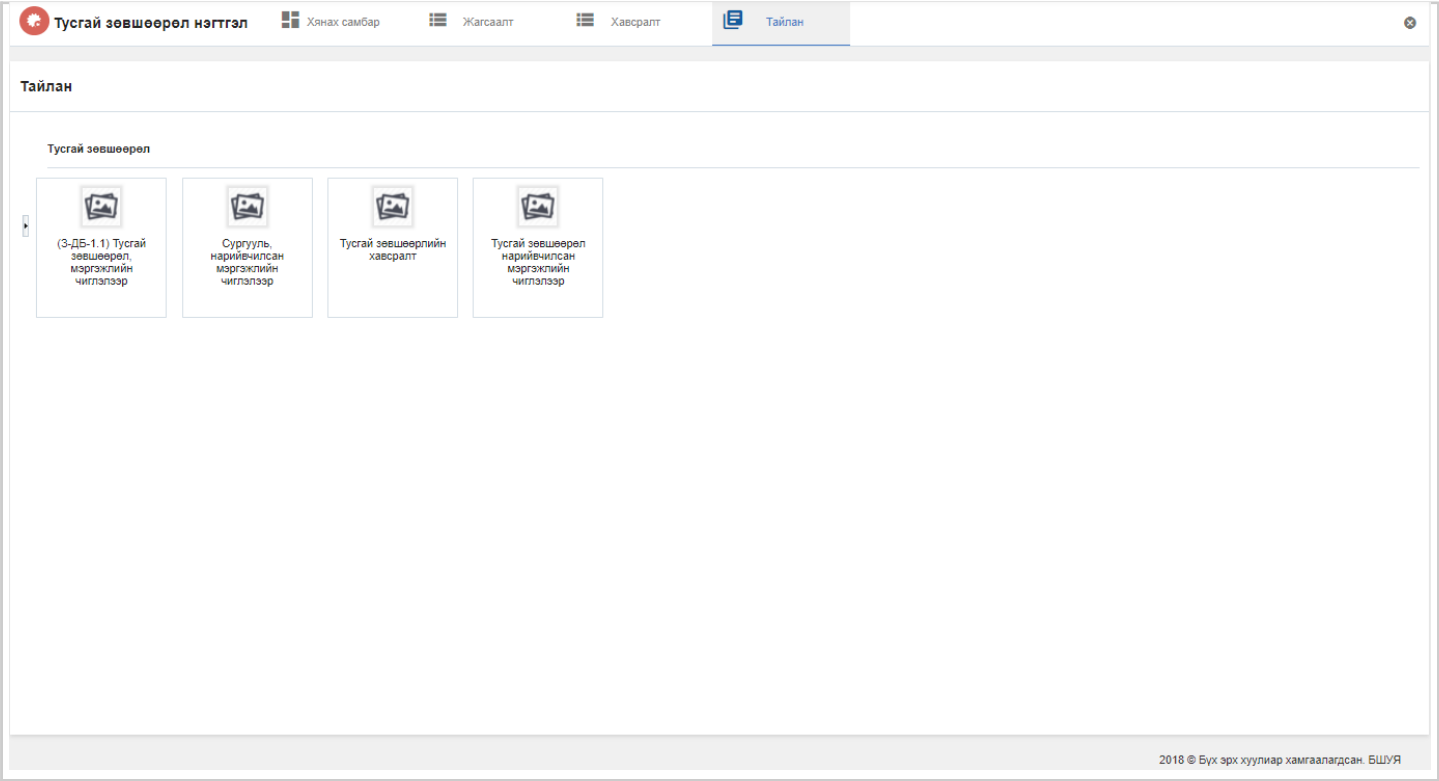 Тусгай зөвшөөрөл нэгтгэл
Хянах самбар
Жагсаалт
Хавсралт
Тайлан
Тайлан
Тусгай зөвшөөрөл
(З-ДБ-1.1) Тусгай
зөвшөөрөл,
мэргэжлийн
чиглэлээр
Сургууль,
нарийвчилсан
мэргэжлийн
чиглэлээр
Тусгай зөвшөөрлийн
хавсралт
Тусгай зөвшөөрөл
нарийвчилсан
мэргэжлийн
чиглэлээр
2018 © Бүх эрх хуулиар хамгаалагдсан. БШУЯ